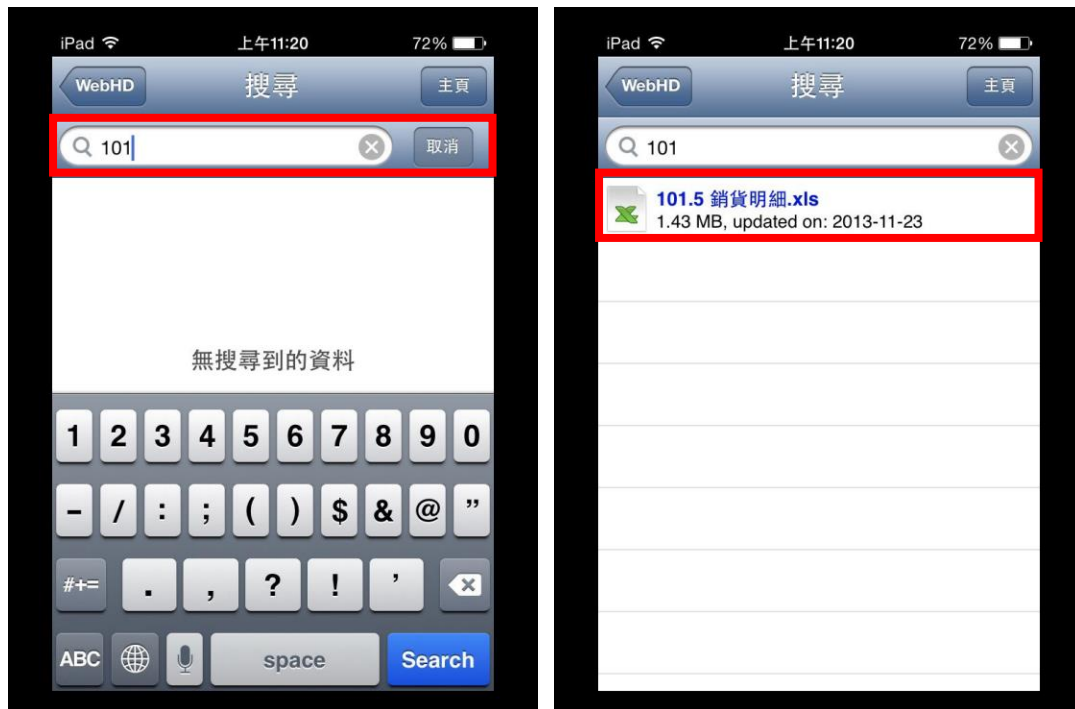 iPad 上午11:20 72%
WebHD 搜尋 主頁
101 取消
無搜尋到的資料
1 2 3 4 5 6 7 8 9 0
- / : ; ( ) $ & @ ”
#+= . , ? ! ’
ABC space Search
iPad 上午11:20 72%
WebHD 搜尋 主頁
101
101.5 銷貨明細.xls
1.43 MB, updated on: 2013-11-23